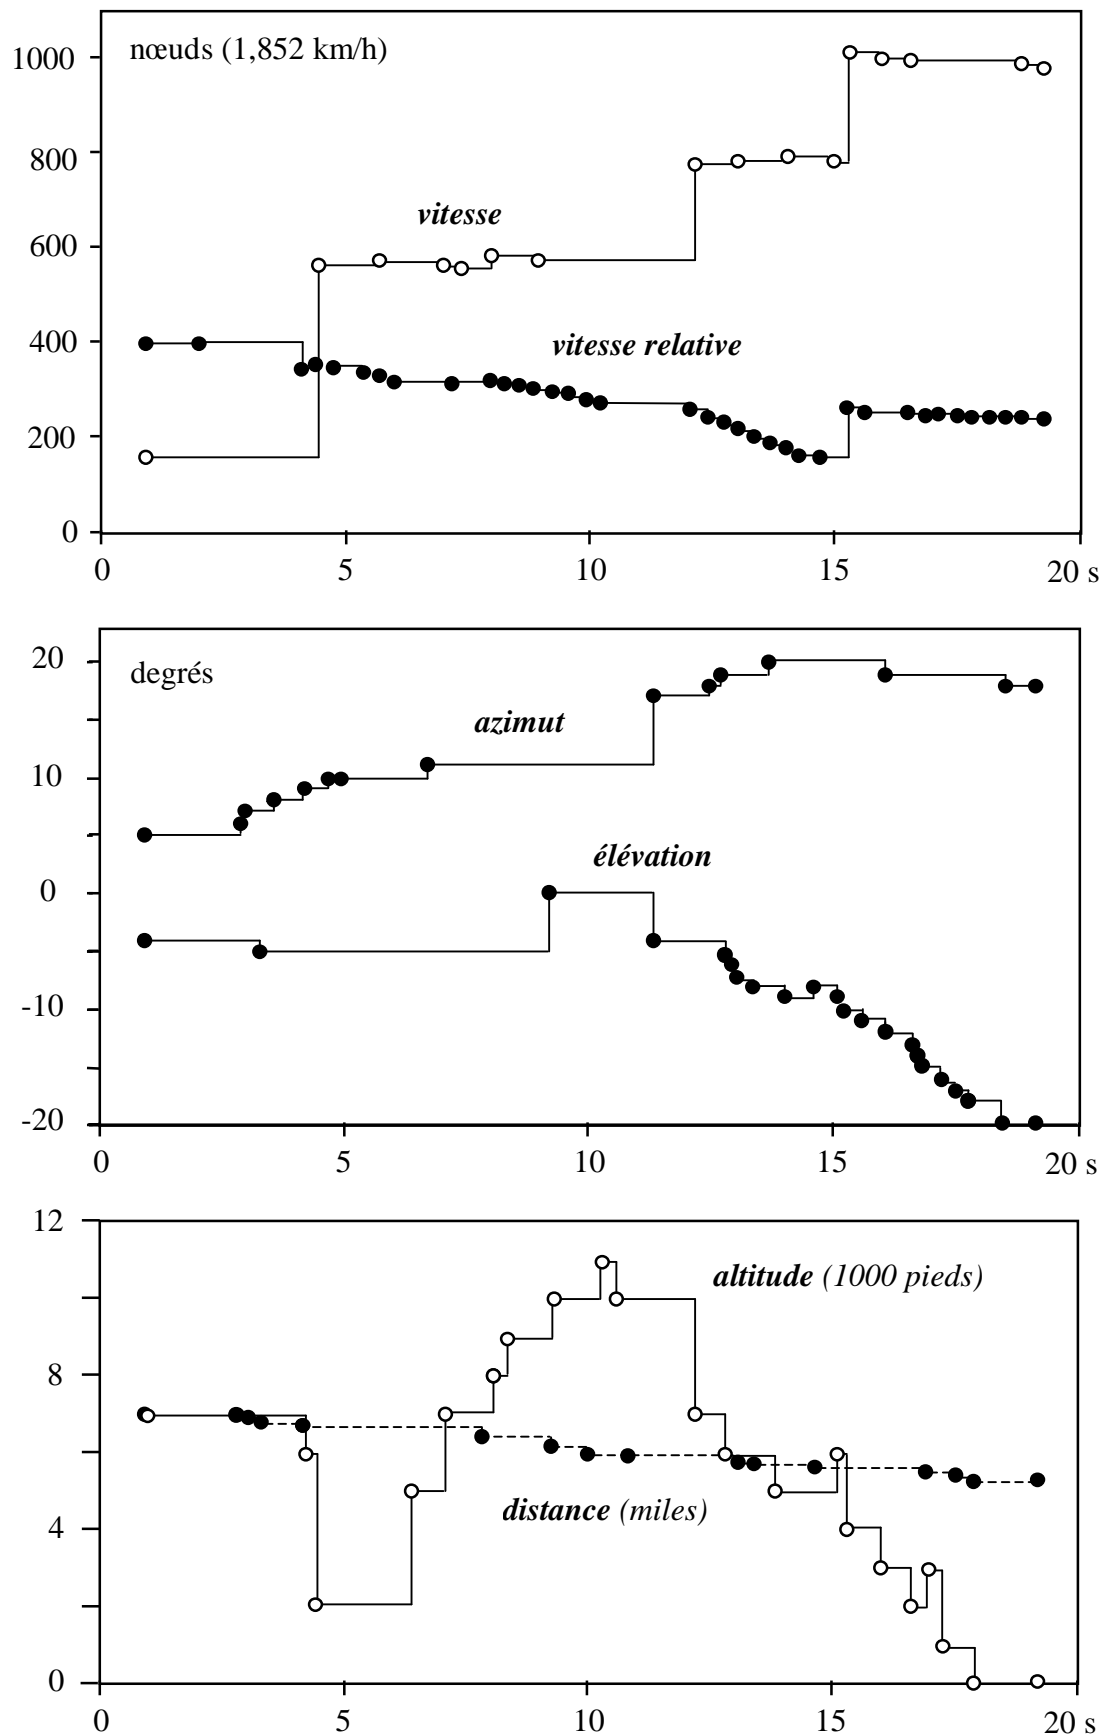 nœuds (1,852 km/h)
1000
800
vitesse
600
400
vitesse relative
200
0
0 5 10 15 20 s
20
degrés
azimut
10
élévation
0
-10
-20
0 5 10 15 20 s
12
altitude (1000 pieds)
8
distance (miles)
4
0
0 5 10 15 20 s